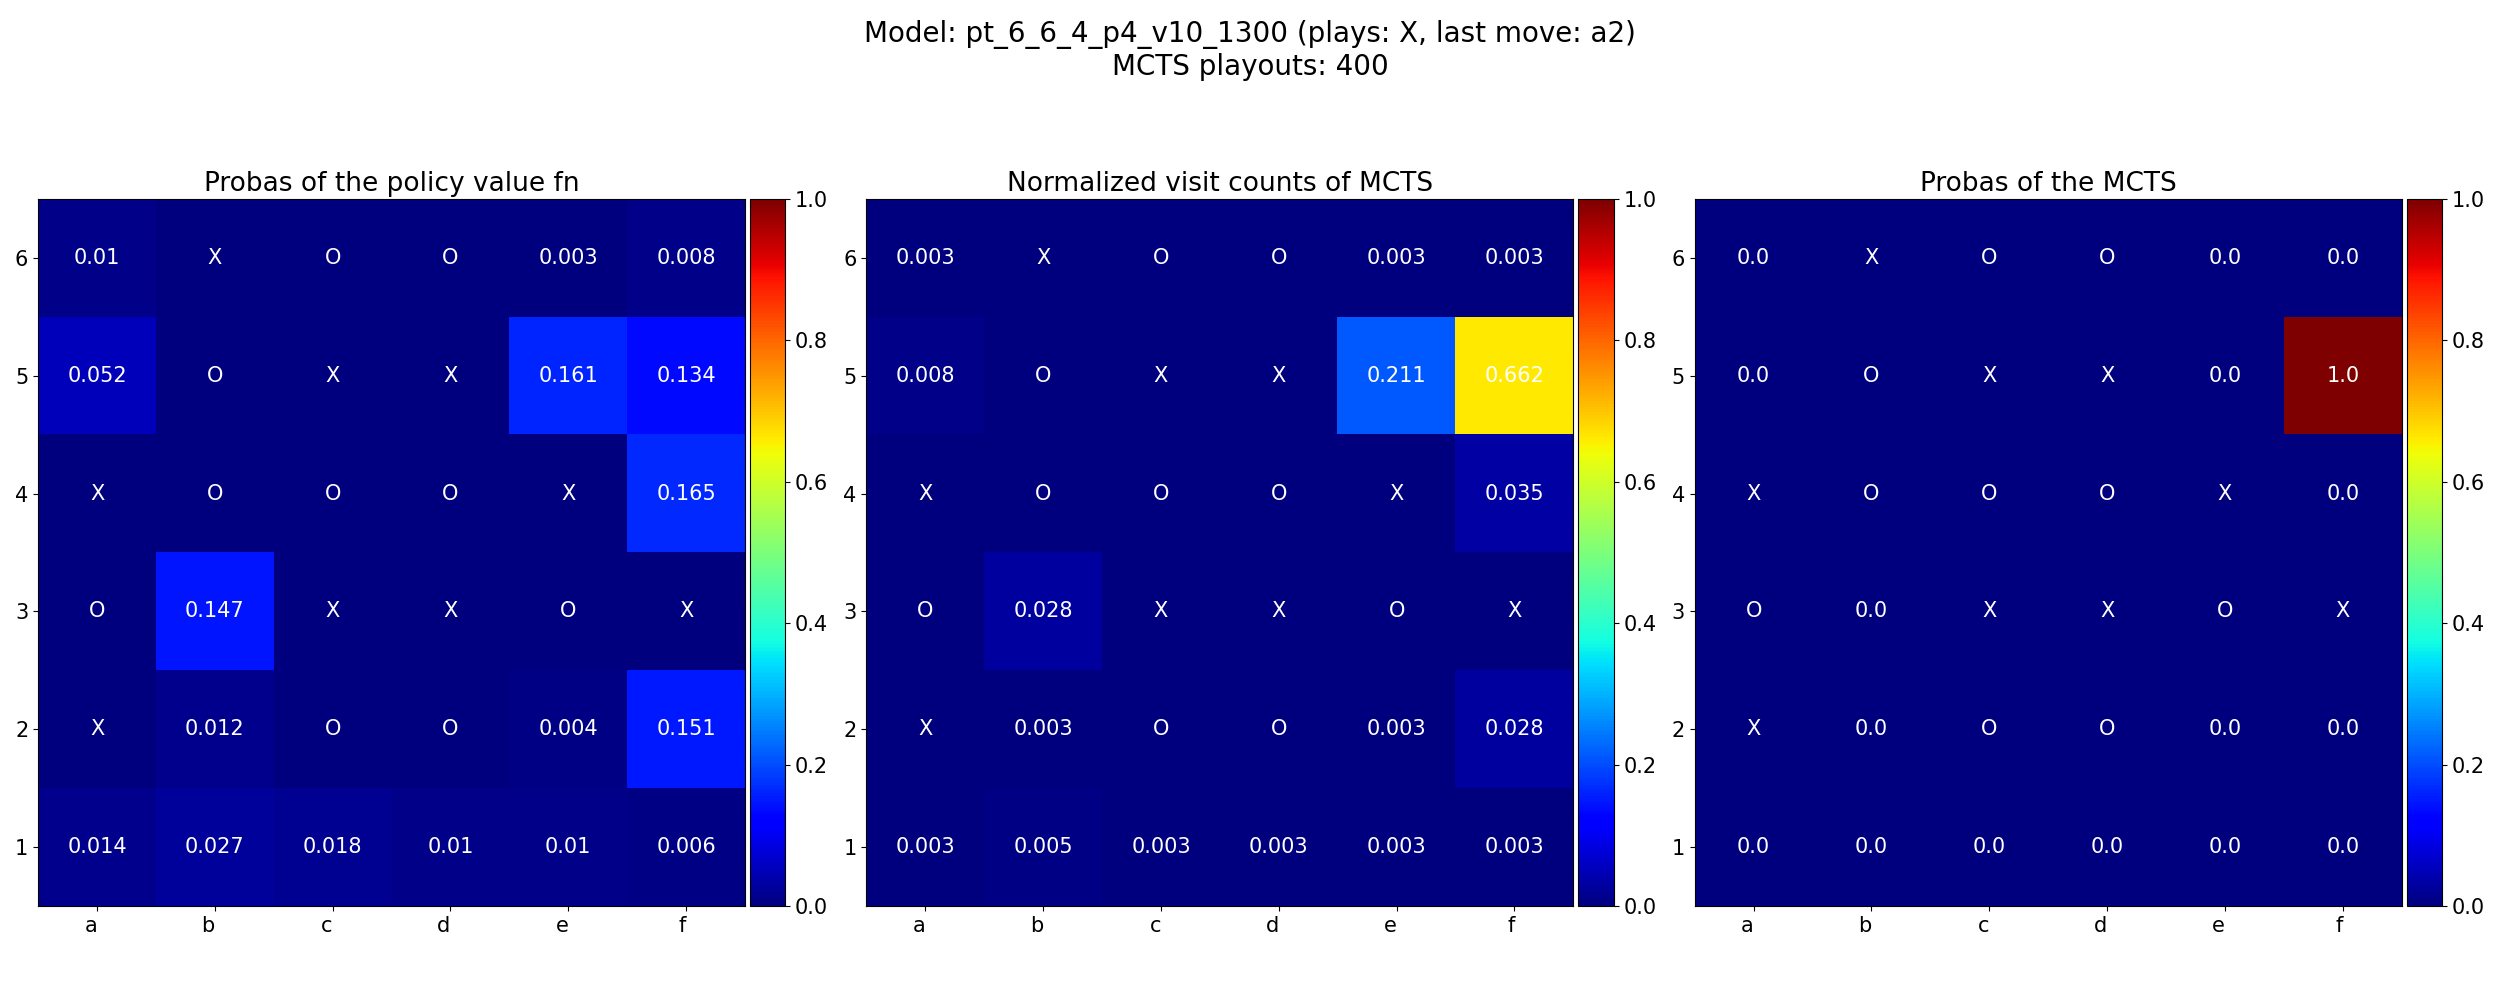 Model: pt_6_6_4_p4_v10_1300 (plays: X, last move: a2)
MCTS playouts: 400
Probas of the policy value fn
6 0.01 X O O 0.003 0.008
5 0.052 O X X 0.161 0.134
4 X O O O X 0.165
3 O 0.147 X X O X
2 X 0.012 O O 0.004 0.151
1 0.014 0.027 0.018 0.01 0.01 0.006
a b c d e f
1.0
0.8
0.6
0.4
0.2
0.0
Normalized visit counts of MCTS
6 0.003 X O O 0.003 0.003
5 0.008 O X X 0.211 0.662
4 X O O O X 0.035
3 O 0.028 X X O X
2 X 0.003 O O 0.003 0.028
1 0.003 0.005 0.003 0.003 0.003 0.003
a b c d e f
1.0
0.8
0.6
0.4
0.2
0.0
Probas of the MCTS
6 0.0 X O O 0.0 0.0
5 0.0 O X X 0.0 1.0
4 X O O O X 0.0
3 O 0.0 X X O X
2 X 0.0 O O 0.0 0.0
1 0.0 0.0 0.0 0.0 0.0 0.0
a b c d e f
1.0
0.8
0.6
0.4
0.2
0.0